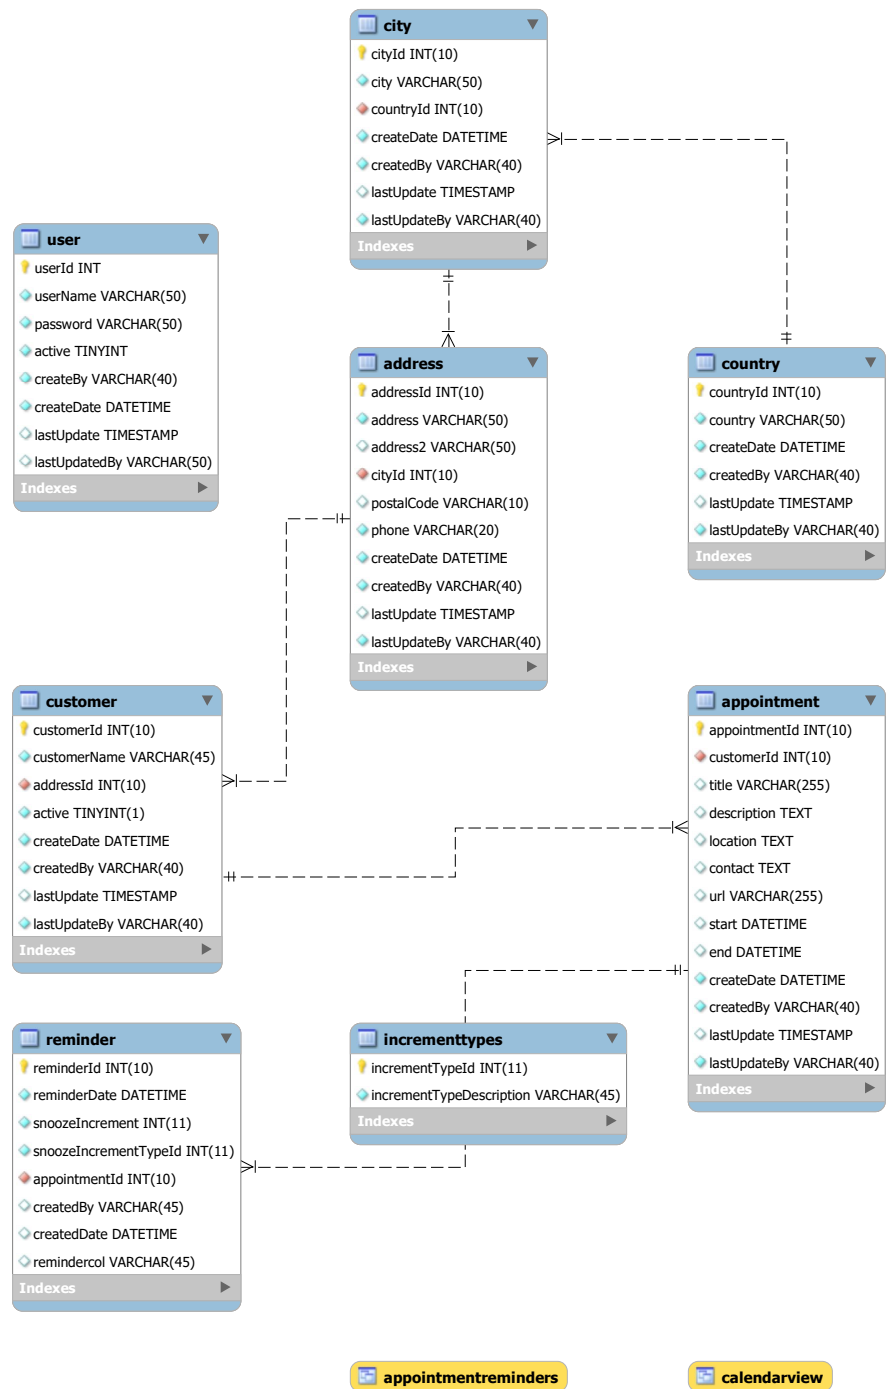 city
cityId INT(10)
city VARCHAR(50)
countryId INT(10)
createDate DATETIME
createdBy VARCHAR(40)
lastUpdate TIMESTAMP
lastUpdateBy VARCHAR(40)
Indexes
user
userId INT
userName VARCHAR(50)
password VARCHAR(50)
active TINYINT
createBy VARCHAR(40)
createDate DATETIME
lastUpdate TIMESTAMP
lastUpdatedBy VARCHAR(50)
Indexes
address
addressId INT(10)
address VARCHAR(50)
address2 VARCHAR(50)
cityId INT(10)
postalCode VARCHAR(10)
phone VARCHAR(20)
createDate DATETIME
createdBy VARCHAR(40)
lastUpdate TIMESTAMP
lastUpdateBy VARCHAR(40)
Indexes
country
countryId INT(10)
country VARCHAR(50)
createDate DATETIME
createdBy VARCHAR(40)
lastUpdate TIMESTAMP
lastUpdateBy VARCHAR(40)
Indexes
customer
customerId INT(10)
customerName VARCHAR(45)
addressId INT(10)
active TINYINT(1)
createDate DATETIME
createdBy VARCHAR(40)
lastUpdate TIMESTAMP
lastUpdateBy VARCHAR(40)
Indexes
appointment
appointmentId INT(10)
customerId INT(10)
title VARCHAR(255)
description TEXT
location TEXT
contact TEXT
url VARCHAR(255)
start DATETIME
end DATETIME
createDate DATETIME
createdBy VARCHAR(40)
lastUpdate TIMESTAMP
lastUpdateBy VARCHAR(40)
Indexes
reminder
reminderId INT(10)
reminderDate DATETIME
snoozeIncrement INT(11)
snoozeIncrementTypeId INT(11)
appointmentId INT(10)
createdBy VARCHAR(45)
createdDate DATETIME
remindercol VARCHAR(45)
Indexes
incrementtypes
incrementTypeId INT(11)
incrementTypeDescription VARCHAR(45)
Indexes
appointmentreminders
calendarview